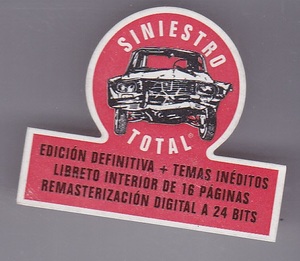 SINIESTRO
TOTAL®
EDICIÓN DEFINITIVA + TEMAS INÉDITOS
LIBRETO INTERIOR DE 16 PÁGINAS
REMASTERIZACIÓN DIGITAL A 24 BITS